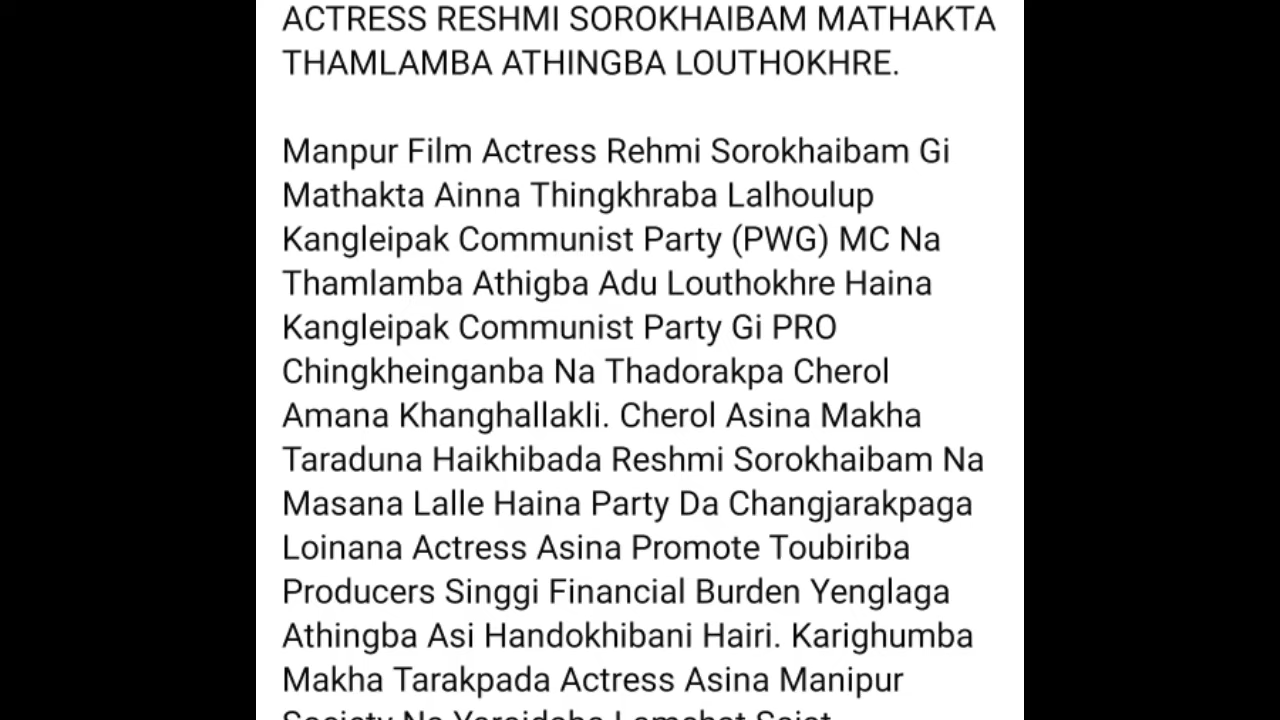 ACTRESS RESHMI SOROKHAIBAM MATHAKTA
THAMLAMBA ATHINGBA LOUTHOKHRE.
Manpur Film Actress Rehmi Sorokhaibam Gi
Mathakta Ainna Thingkhraba Lalhoulup
Kangleipak Communist Party (PWG) MC Na
Thamlamba Athigba Adu Louthokhre Haina
Kangleipak Communist Party Gi PRO
Chingkheinganba Na Thadorakpa Cherol
Amana Khanghallakli. Cherol Asina Makha
Taraduna Haikhibada Reshmi Sorokhaibam Na
Masana Lalle Haina Party Da Changjarakpaga
Loinana Actress Asina Promote Toubiriba
Producers Singgi Financial Burden Yenglaga
Athingba Asi Handokhibani Hairi. Karighumba
Makha Tarakpada Actress Asina Manipur